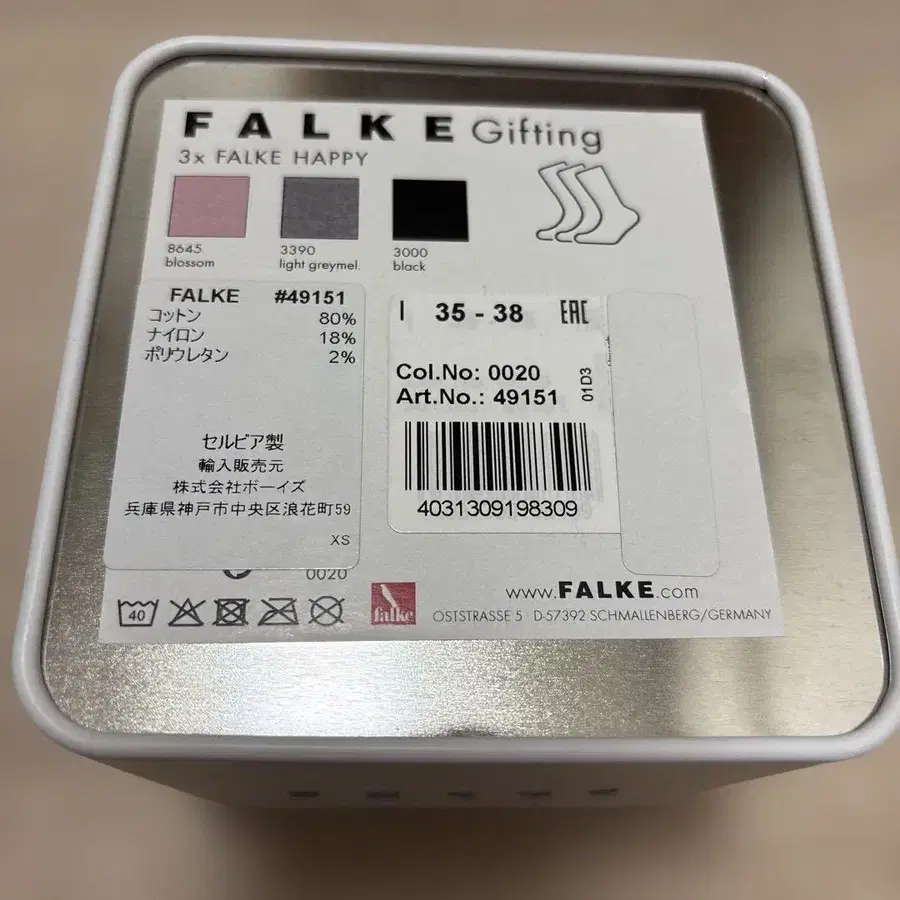 FALKE Gifting
3x FALKE HAPPY
8645
blossom
3390
light greymel.
3000
black
FALKE #49151
コットン 80%
ナイロン 18%
ポリウレタン 2%
セルビア製
輸入販売元
株式会社ボーイズ
兵庫県神戸市中央区浪花町59
XS
I 35 - 38 EAC
Col.No: 0020
Art.No.: 49151
01D3
4031309198309
0020
40
falke
www.FALKE.com
OSTSTRASSE 5 · D-57392 SCHMALLENBERG/GERMANY